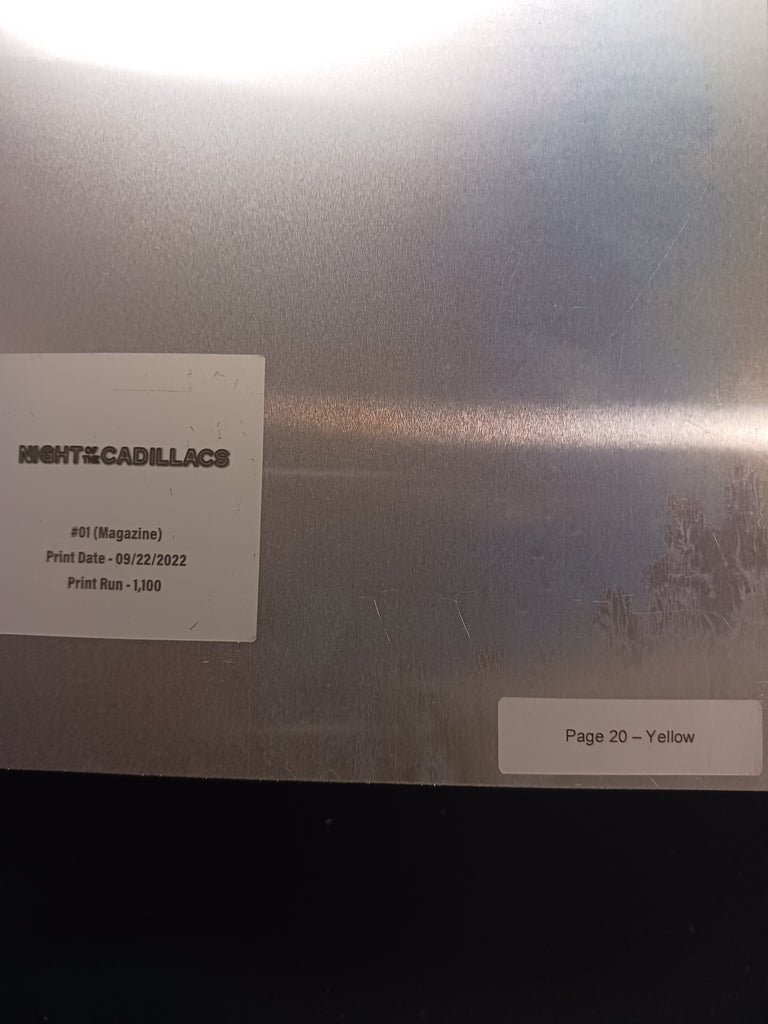 NIGHT OF THE CADILLACS
#01 (Magazine)
Print Date - 09/22/2022
Print Run - 1,100
Page 20 – Yellow